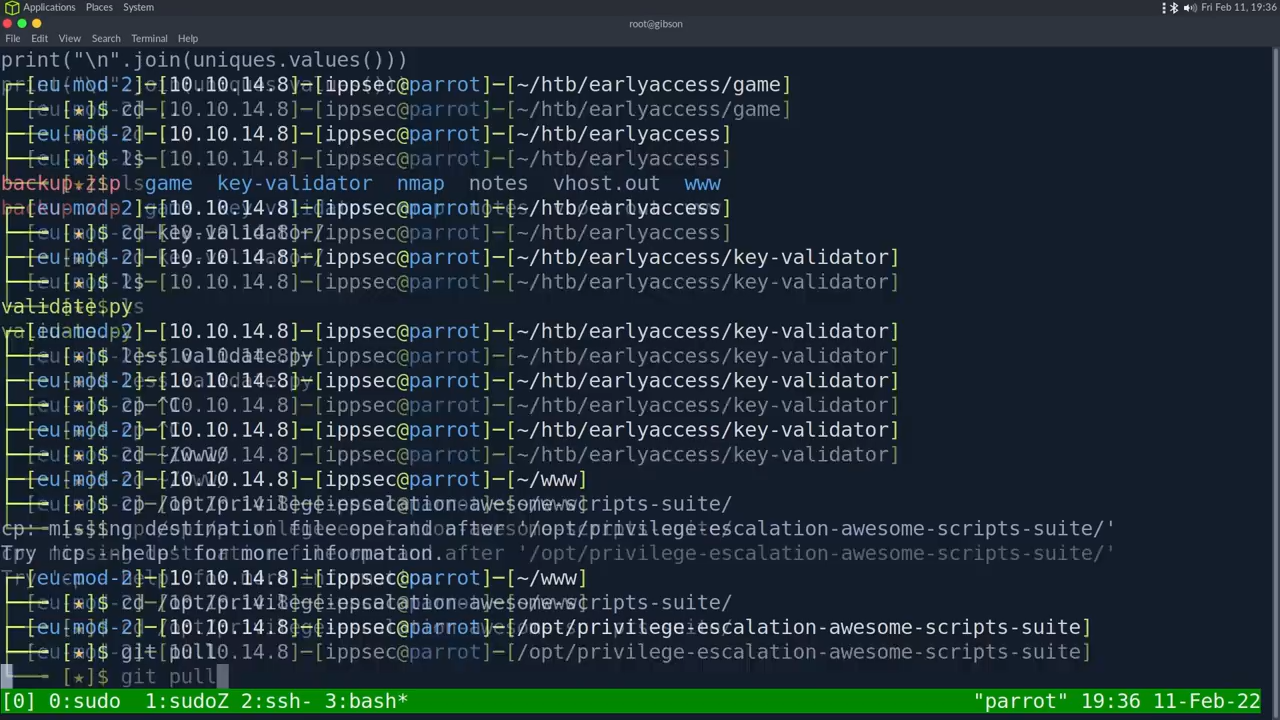 Applications Places System Fri Feb 11, 19:36
root@gibson
File Edit View Search Terminal Help
print("\n".join(uniques.values()))
─[eu-mod-2]─[10.10.14.8]─[ippsec@parrot]─[~/htb/earlyaccess/game]
└── [★]$ cd ..
─[eu-mod-2]─[10.10.14.8]─[ippsec@parrot]─[~/htb/earlyaccess]
└── [★]$ ls
backup.zip game key-validator nmap notes vhost.out www
─[eu-mod-2]─[10.10.14.8]─[ippsec@parrot]─[~/htb/earlyaccess]
└── [★]$ cd key-validator/
─[eu-mod-2]─[10.10.14.8]─[ippsec@parrot]─[~/htb/earlyaccess/key-validator]
└── [★]$ ls
validate.py
─[eu-mod-2]─[10.10.14.8]─[ippsec@parrot]─[~/htb/earlyaccess/key-validator]
└── [★]$ less validate.py
─[eu-mod-2]─[10.10.14.8]─[ippsec@parrot]─[~/htb/earlyaccess/key-validator]
└── [★]$ cp ^C
─[eu-mod-2]─[10.10.14.8]─[ippsec@parrot]─[~/htb/earlyaccess/key-validator]
└── [★]$ cd ~/www/
─[eu-mod-2]─[10.10.14.8]─[ippsec@parrot]─[~/www]
└── [★]$ cp /opt/privilege-escalation-awesome-scripts-suite/
cp: missing destination file operand after '/opt/privilege-escalation-awesome-scripts-suite/'
Try 'cp --help' for more information.
─[eu-mod-2]─[10.10.14.8]─[ippsec@parrot]─[~/www]
└── [★]$ cd /opt/privilege-escalation-awesome-scripts-suite/
─[eu-mod-2]─[10.10.14.8]─[ippsec@parrot]─[/opt/privilege-escalation-awesome-scripts-suite]
└── [★]$ git pull
[0] 0:sudo 1:sudoZ 2:ssh- 3:bash* "parrot" 19:36 11-Feb-22